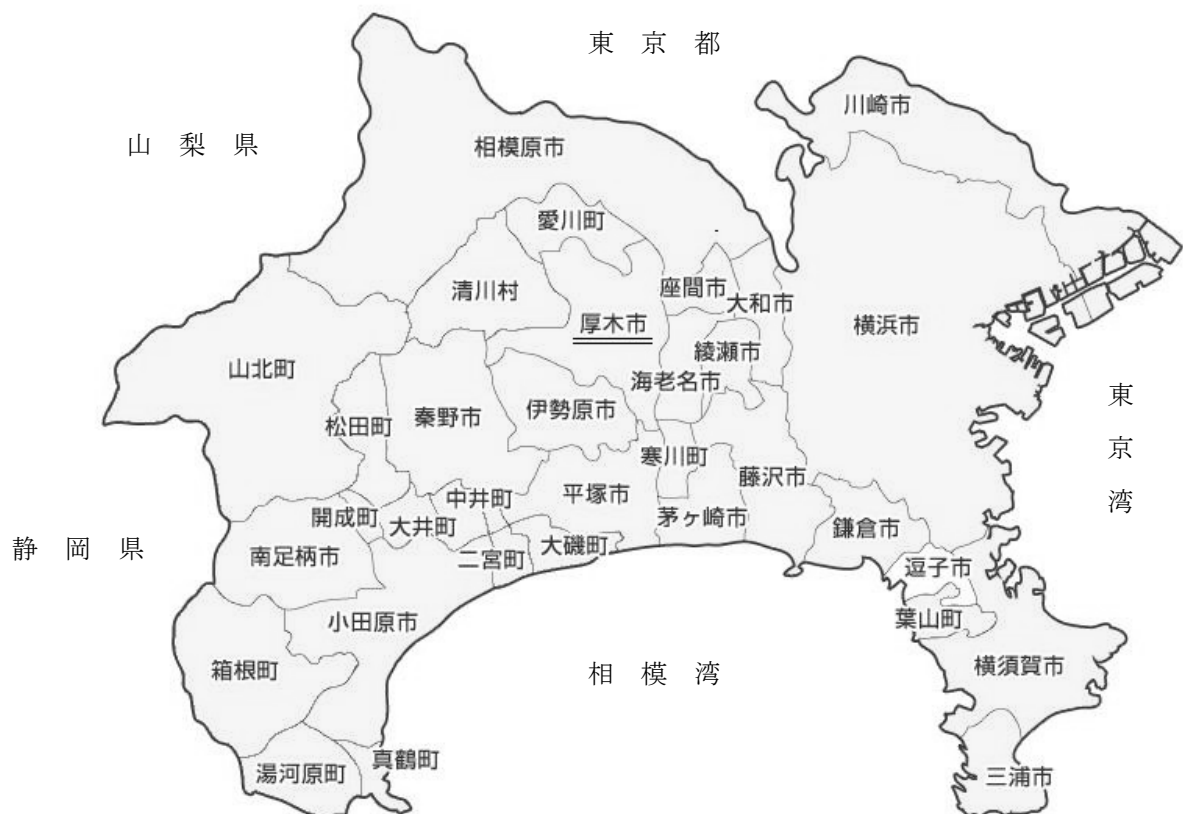 東京都
川崎市
山梨県
相模原市
愛川町
清川村
座間市
大和市
厚木市
横浜市
綾瀬市
山北町
海老名市
伊勢原市
秦野市
松田町
東京湾
寒川町
藤沢市
中井町
平塚市
開成町
大井町
茅ヶ崎市
鎌倉市
静岡県
南足柄市
二宮町
大磯町
逗子市
小田原市
葉山町
箱根町
相模湾
横須賀市
真鶴町
湯河原町
三浦市